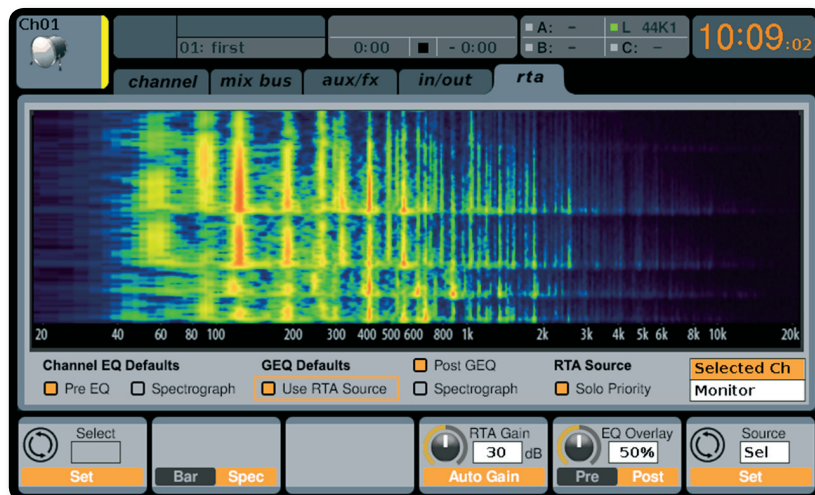 Ch01
01: first
0:00 - 0:00
A: - L 44K1
B: - C: -
10:09:02
channel mix bus aux/fx in/out rta
20 40 60 80 100 200 300 400 500 600 800 1k 2k 3k 4k 5k 6k 8k 10k 20k
Channel EQ Defaults GEQ Defaults Post GEQ RTA Source Selected Ch
Pre EQ Spectrograph Use RTA Source Spectrograph Solo Priority Monitor
Select RTA Gain EQ Overlay Source
30 dB 50% Sel
Set Bar Spec Auto Gain Pre Post Set